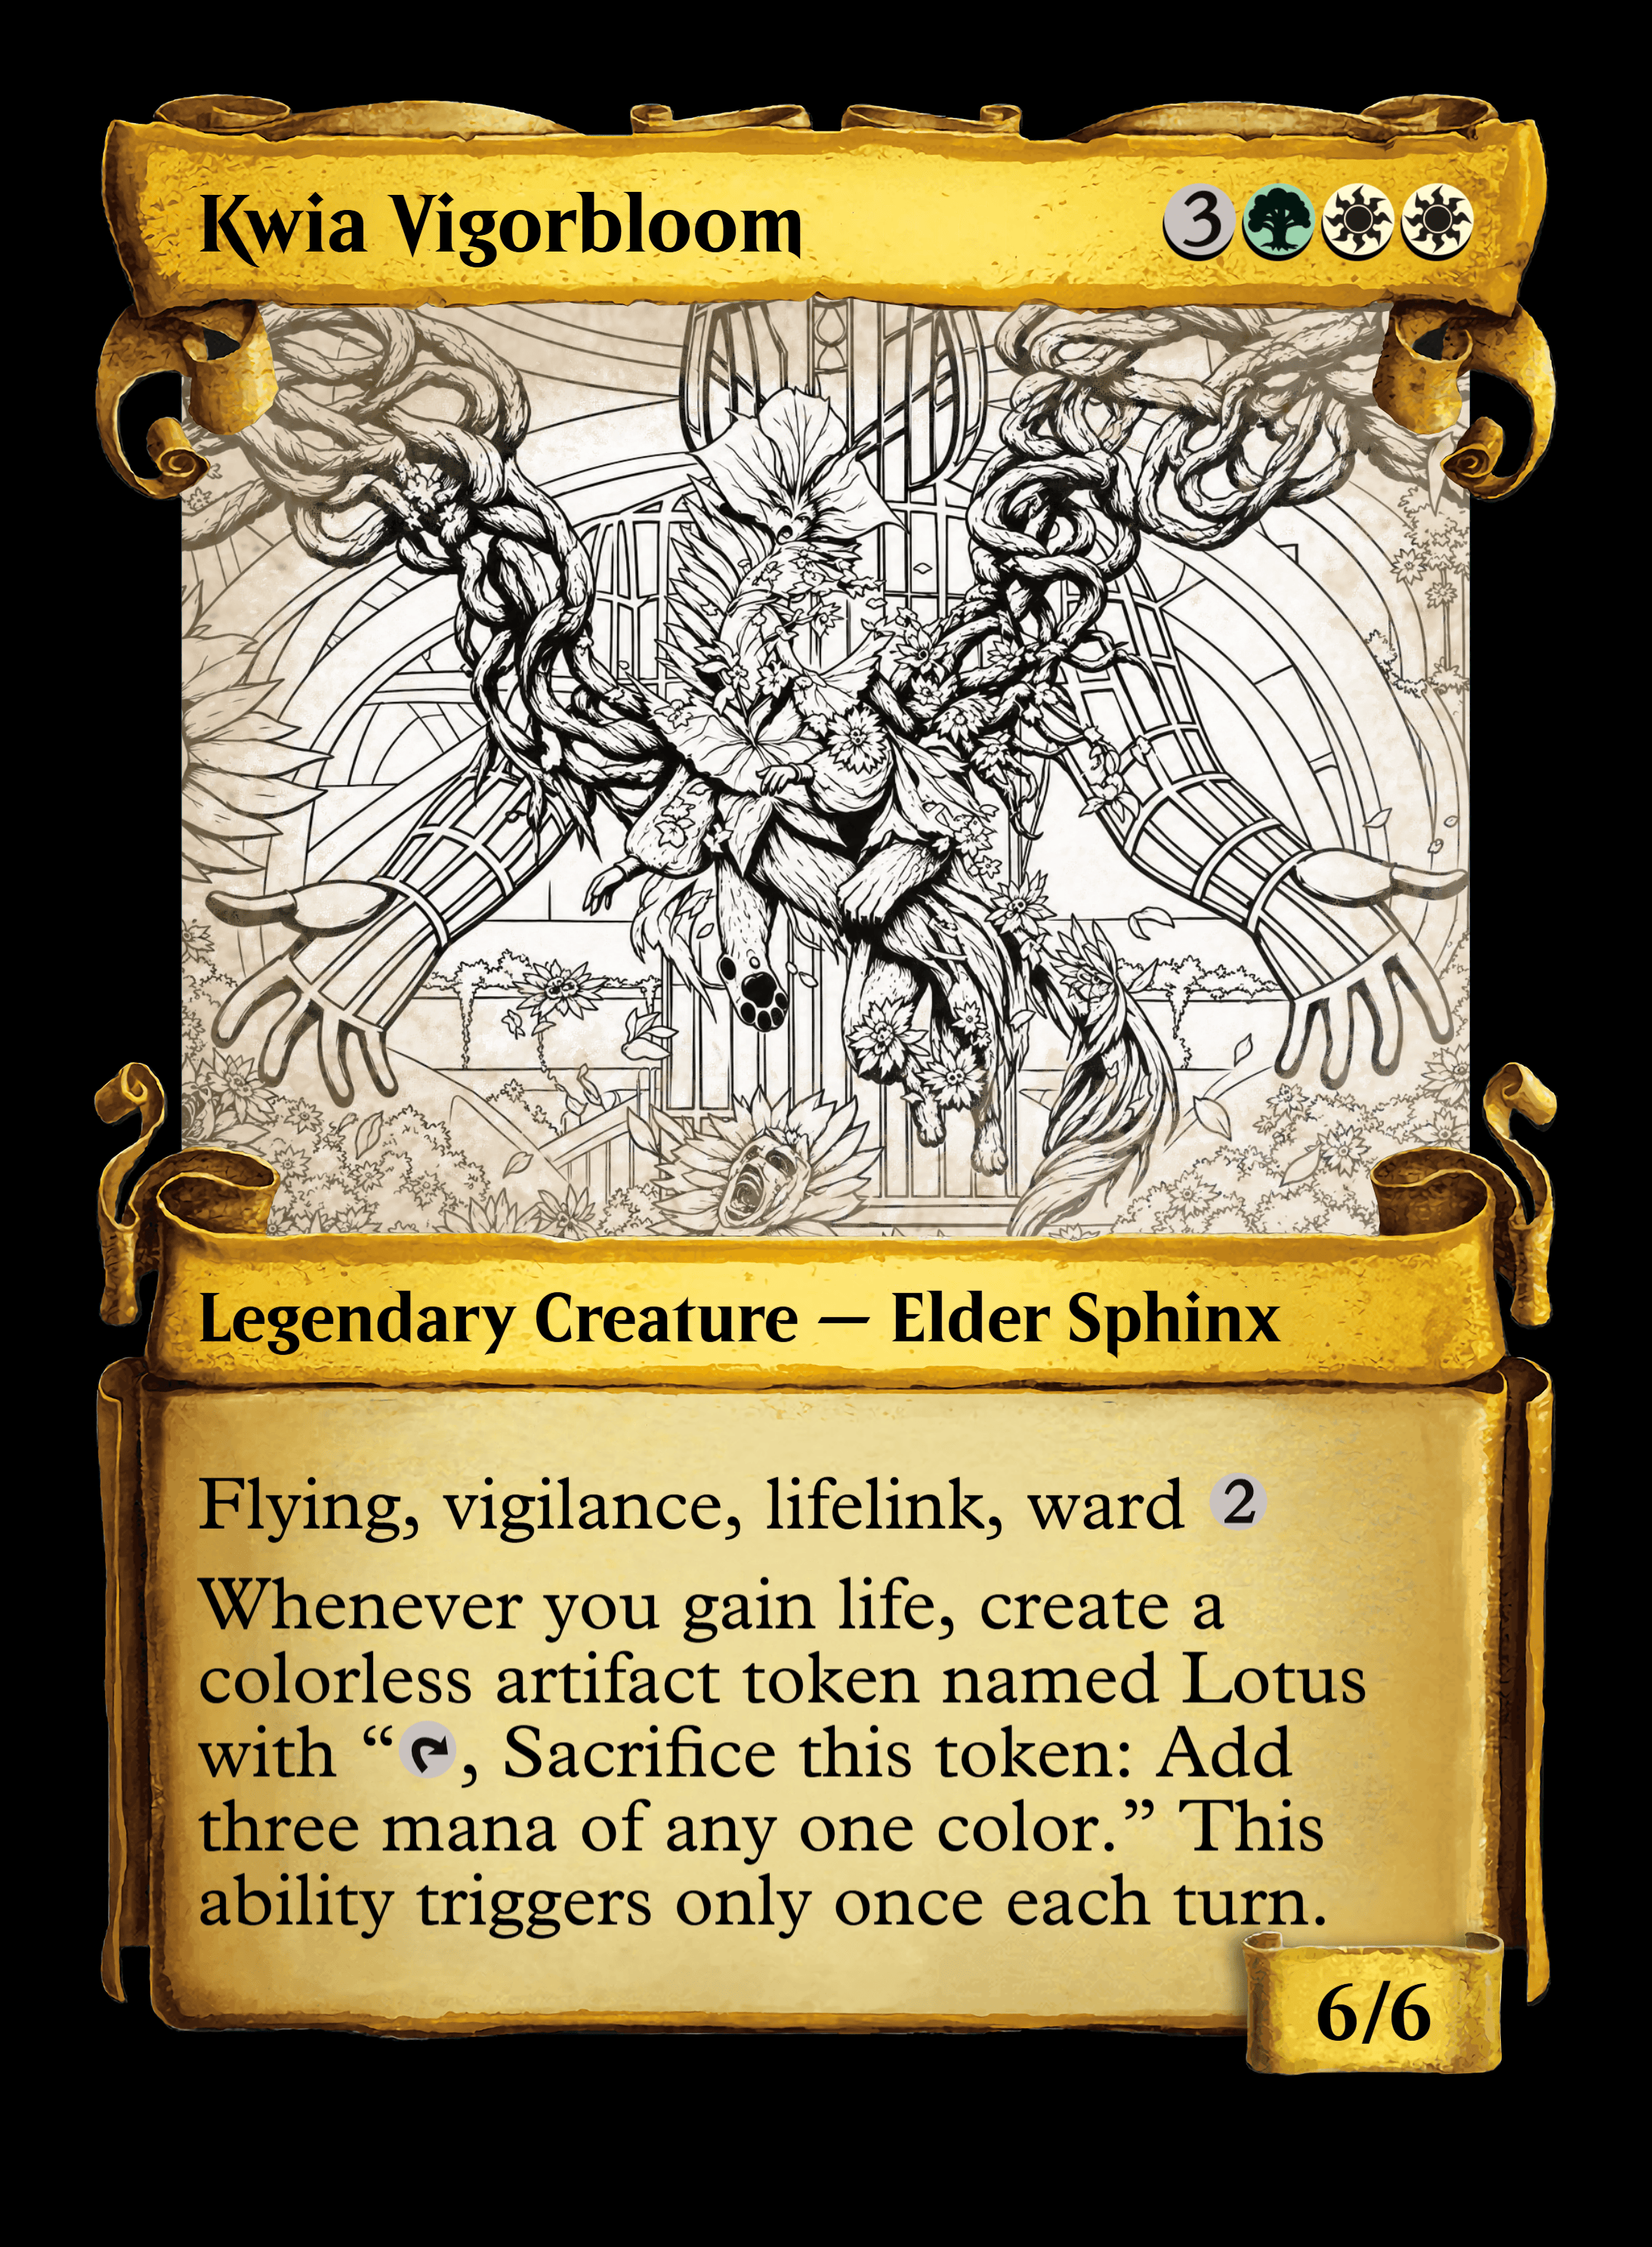 Kwia Vigorbloom 3
Legendary Creature — Elder Sphinx
Flying, vigilance, lifelink, ward 2
Whenever you gain life, create a
colorless artifact token named Lotus
with “, Sacrifice this token: Add
three mana of any one color.” This
ability triggers only once each turn.
6/6